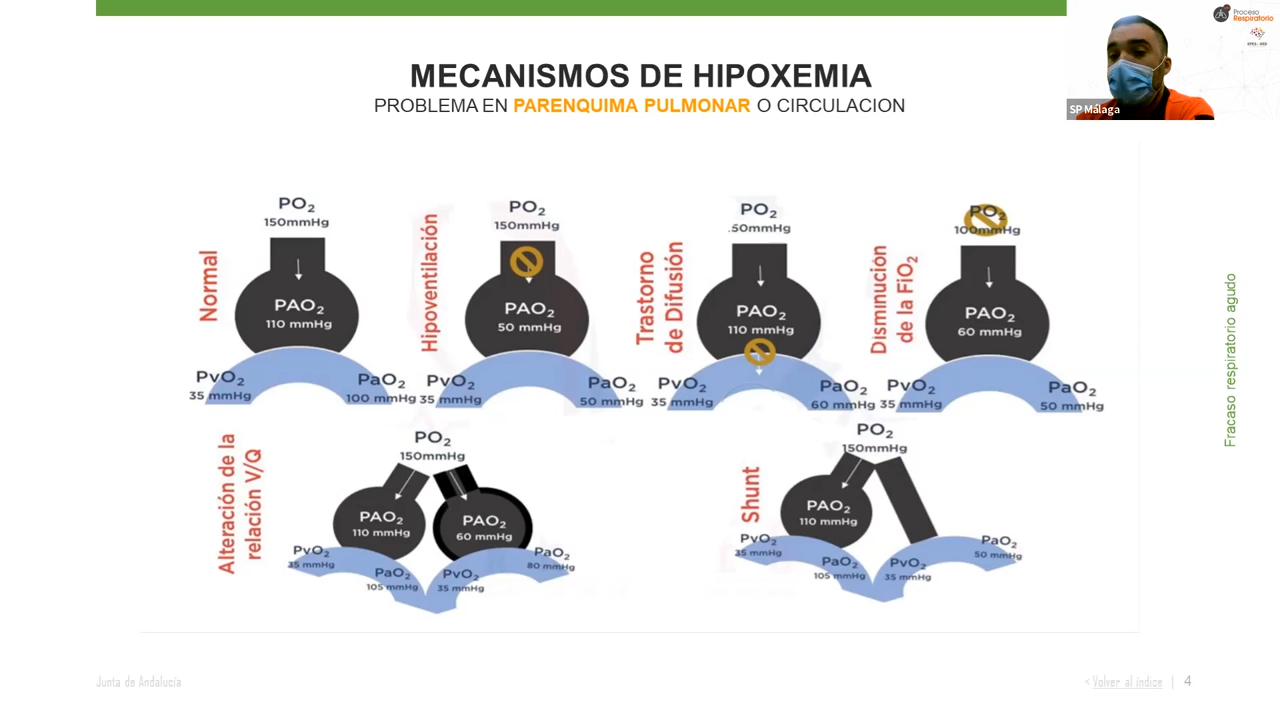 Proceso
Respiratorio
EPES - 061
SP Málaga
MECANISMOS DE HIPOXEMIA
PROBLEMA EN PARENQUIMA PULMONAR O CIRCULACION
Normal
PO₂
150mmHg
PAO₂
110 mmHg
PvO₂
35 mmHg
PaO₂
100 mmHg
Hipoventilación
PO₂
150mmHg
PAO₂
50 mmHg
PvO₂
35 mmHg
PaO₂
50 mmHg
Trastorno
de Difusión
PO₂
.50mmHg
PAO₂
110 mmHg
PvO₂
35 mmHg
PaO₂
60 mmHg
Disminución
de la FiO₂
PO₂
100mmHg
PAO₂
60 mmHg
PvO₂
35 mmHg
PaO₂
50 mmHg
Alteración de la
relación V/Q
PO₂
150mmHg
PAO₂
110 mmHg
PAO₂
60 mmHg
PvO₂
35 mmHg
PaO₂
105 mmHg
PvO₂
35 mmHg
PaO₂
80 mmHg
Shunt
PO₂
150mmHg
PAO₂
110 mmHg
PvO₂
35 mmHg
PaO₂
105 mmHg
PvO₂
35 mmHg
PaO₂
50 mmHg
Fracaso respiratorio agudo
Junta de Andalucía
< Volver al índice | 4